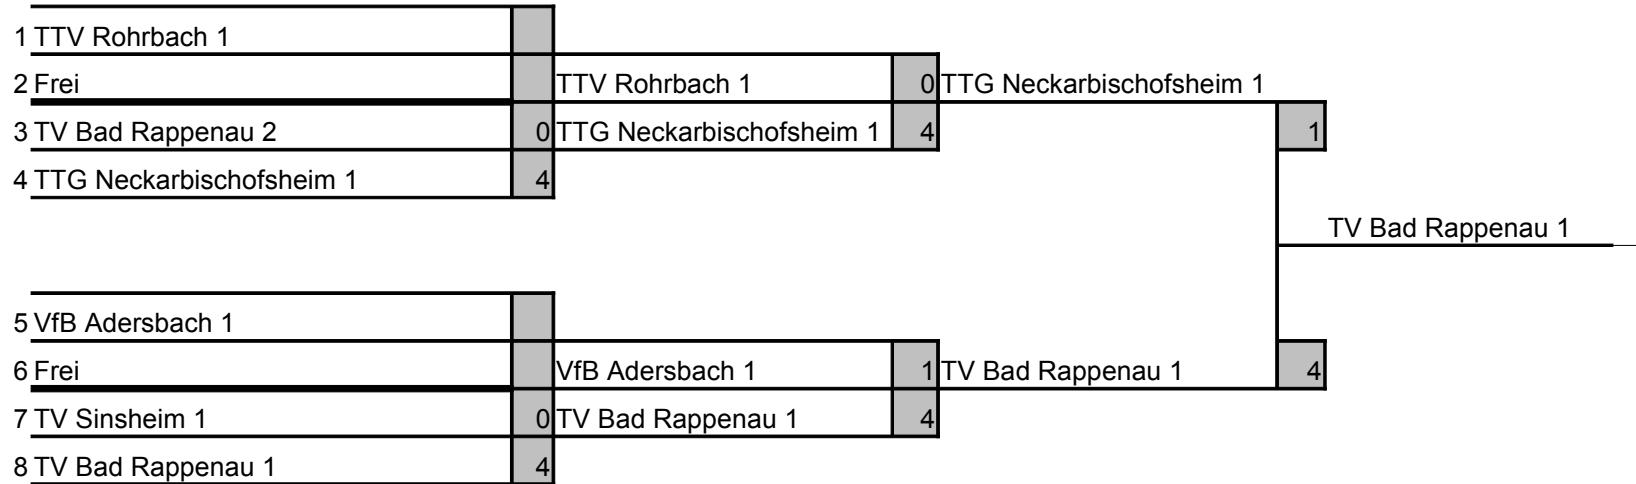 1 TTV Rohrbach 1
2 Frei TTV Rohrbach 1 0 TTG Neckarbischofsheim 1
3 TV Bad Rappenau 2 0 TTG Neckarbischofsheim 1 4 1
4 TTG Neckarbischofsheim 1 4
TV Bad Rappenau 1
5 VfB Adersbach 1
6 Frei VfB Adersbach 1 1 TV Bad Rappenau 1 4
7 TV Sinsheim 1 0 TV Bad Rappenau 1 4
8 TV Bad Rappenau 1 4